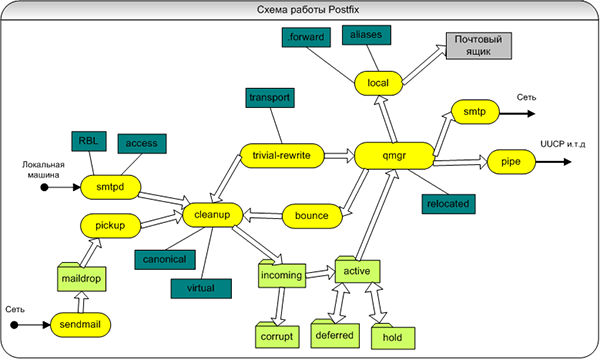 Схема работы Postfix
.forward
aliases
Почтовый
ящик
local
transport
smtp
Сеть
RBL
access
trivial-rewrite
qmgr
UUCP и.т.д
pipe
Локальная
машина
smtpd
cleanup
bounce
relocated
pickup
canonical
virtual
maildrop
incoming
active
Сеть
sendmail
corrupt
deferred
hold